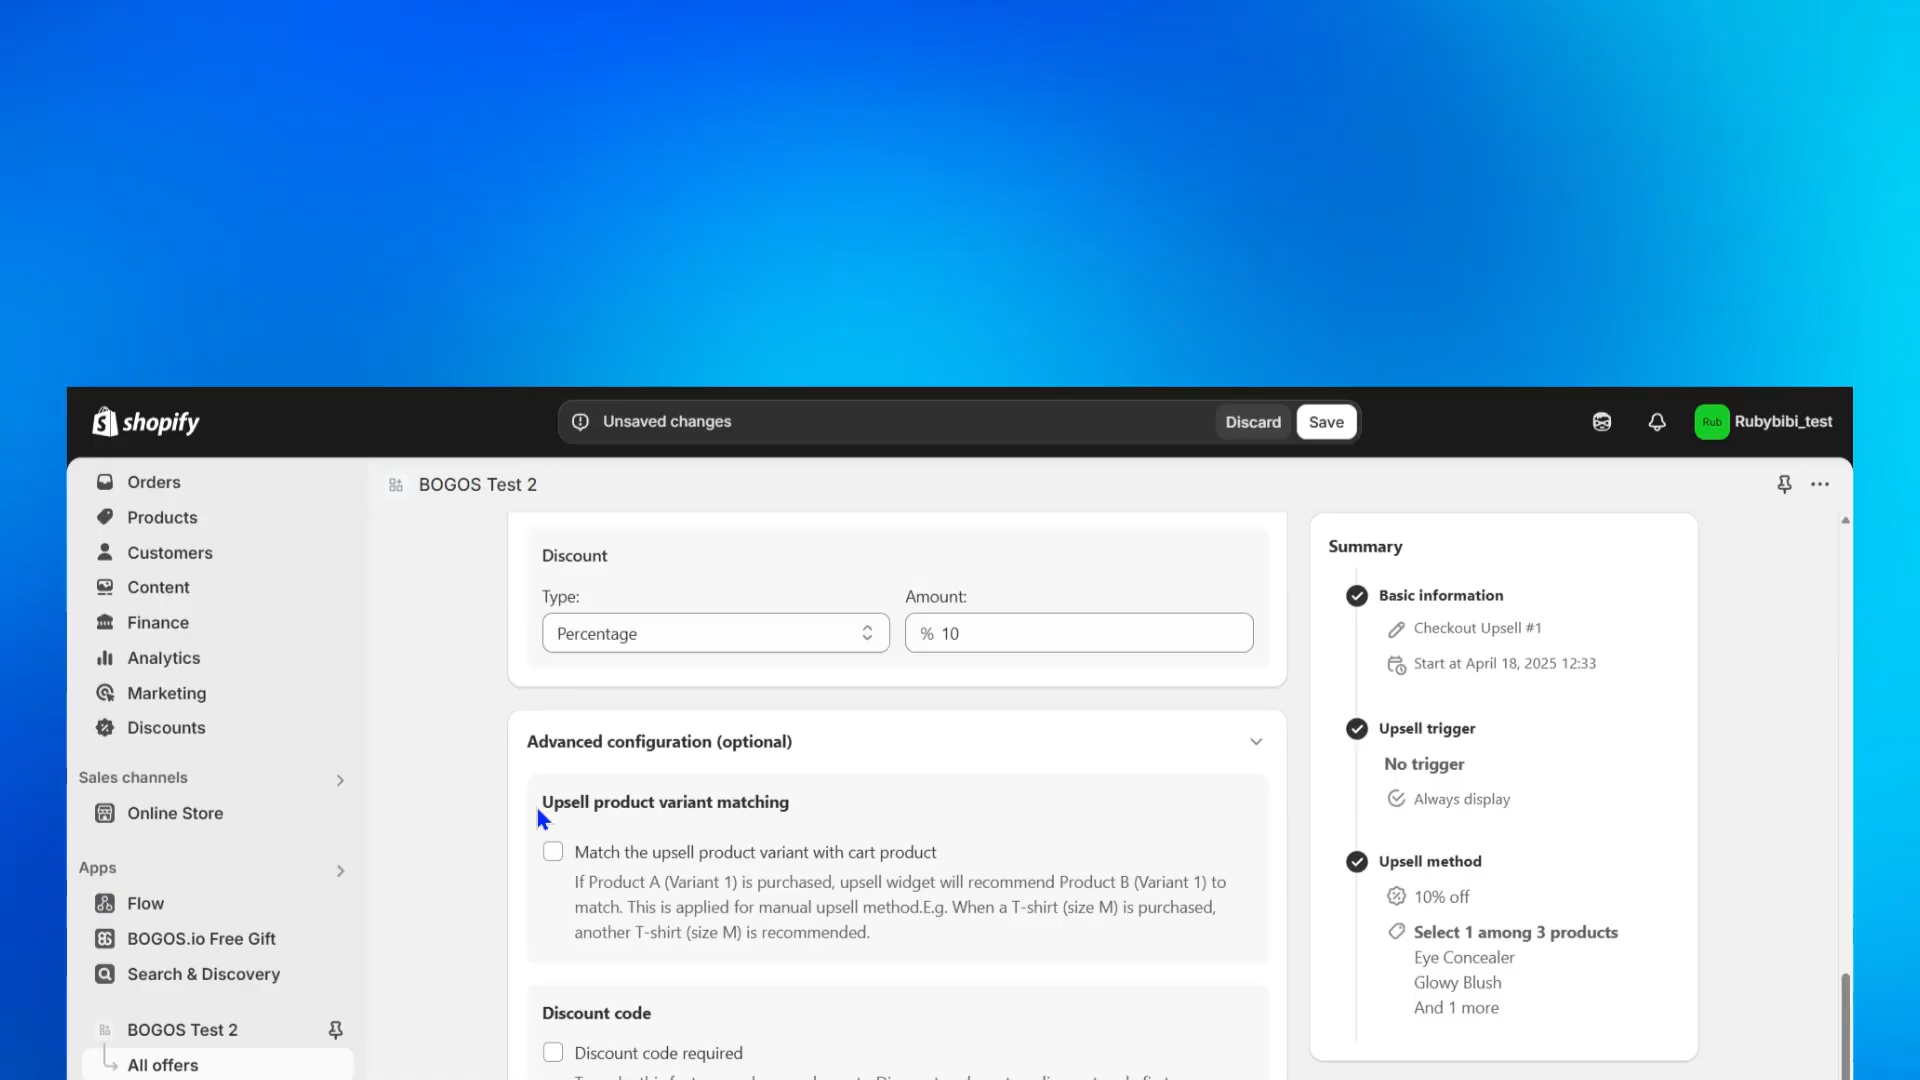 shopify
Unsaved changes
Discard
Save
Rub
Rubybibi_test
Orders
Products
Customers
Content
Finance
Analytics
Marketing
Discounts
Sales channels
Online Store
Apps
Flow
BOGOS.io Free Gift
Search & Discovery
BOGOS Test 2
All offers
BOGOS Test 2
Discount
Type:
Amount:
Percentage
% 10
Advanced configuration (optional)
Upsell product variant matching
Match the upsell product variant with cart product
If Product A (Variant 1) is purchased, upsell widget will recommend Product B (Variant 1) to
match. This is applied for manual upsell method.E.g. When a T-shirt (size M) is purchased,
another T-shirt (size M) is recommended.
Discount code
Discount code required
Summary
Basic information
Checkout Upsell #1
Start at April 18, 2025 12:33
Upsell trigger
No trigger
Always display
Upsell method
10% off
Select 1 among 3 products
Eye Concealer
Glowy Blush
And 1 more